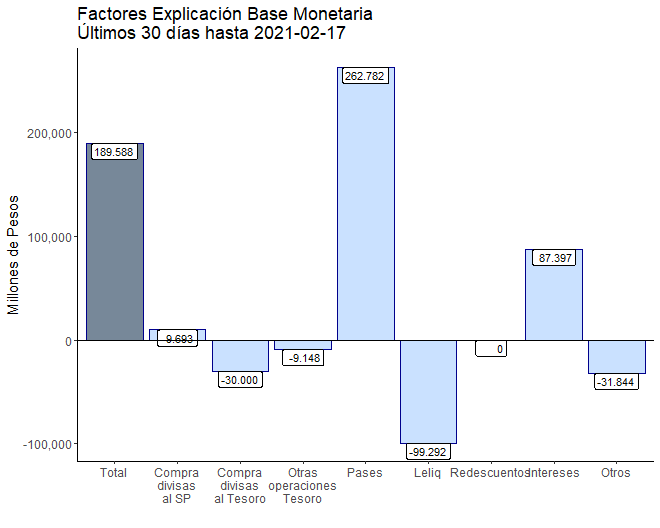 Factores Explicación Base Monetaria
Últimos 30 días hasta 2021-02-17
Millones de Pesos
200,000
100,000
0
-100,000
189.588
9.693
-30.000
-9.148
262.782
-99.292
0
87.397
-31.844
Total
Compra
divisas
al SP
Compra
divisas
al Tesoro
Otras
operaciones
Tesoro
Pases
Leliq
Redescuentos
Intereses
Otros